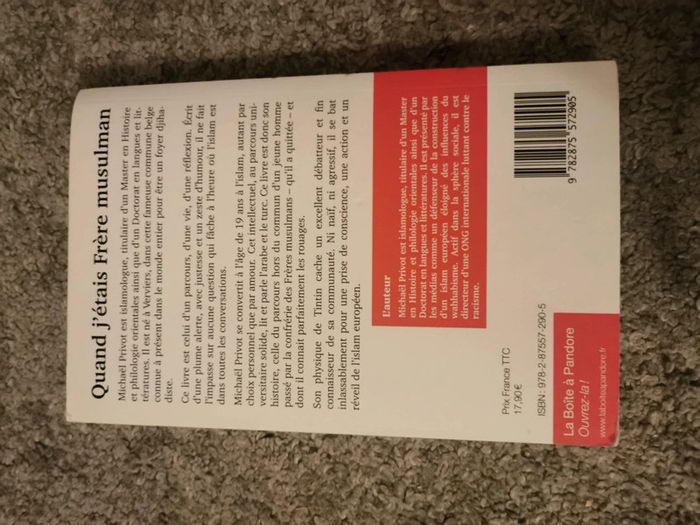 Quand j'étais Frère musulman
Michaël Privot est islamologue, titulaire d'un Master en Histoire
et philologie orientales ainsi que d'un Doctorat en langues et lit-
tératures. Il est né à Verviers, dans cette fameuse commune belge
connue à présent dans le monde entier pour être un foyer djiha-
diste.
Ce livre est celui d'un parcours, d'une vie, d'une réflexion. Écrit
d'une plume alerte, avec justesse et un zeste d'humour, il ne fait
l'impasse sur aucune question qui fâche à l'heure où l'islam est
dans toutes les conversations.
Michaël Privot se convertit à l'âge de 19 ans à l'islam, autant par
choix personnel que par amour. Cet intellectuel, au parcours uni-
versitaire solide, lit et parle l'arabe et le turc. Ce livre est donc son
histoire, celle du parcours hors du commun d'un jeune homme
passé par la confrérie des Frères musulmans – qu'il a quittée – et
dont il connait parfaitement les rouages.
Son physique de Tintin cache un excellent débatteur et fin
connaisseur de sa communauté. Ni naïf, ni agressif, il se bat
inlassablement pour une prise de conscience, une action et un
réveil de l'islam européen.
L'auteur
Michaël Privot est islamologue, titulaire d'un Master
en Histoire et philologie orientales ainsi que d'un
Doctorat en langues et littératures. Il est présenté par
les médias comme un défenseur de la construction
d'un islam européen éloigné des influences du
wahhabisme. Actif dans la sphère sociale, il est
directeur d'une ONG internationale luttant contre le
racisme.
Prix France TTC
17,90 €
ISBN : 978-2-87557-290-5
9 782875 572905
La Boîte à Pandore
Ouvrez-la !
www.laboiteapandore.fr